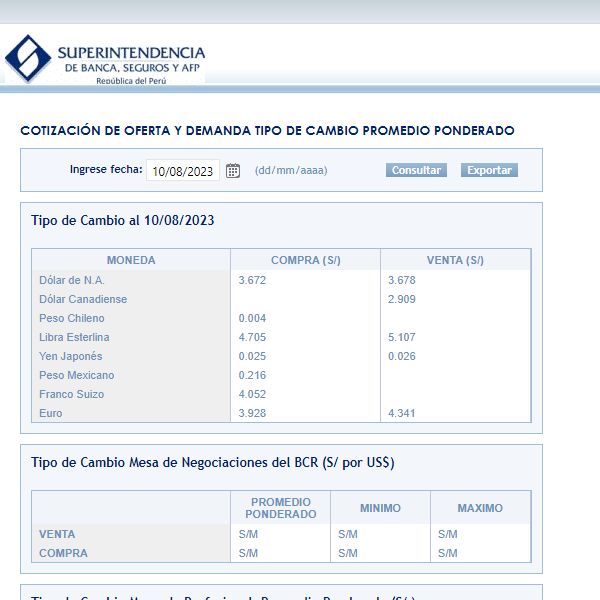 SUPERINTENDENCIA
DE BANCA, SEGUROS Y AFP
República del Perú
COTIZACIÓN DE OFERTA Y DEMANDA TIPO DE CAMBIO PROMEDIO PONDERADO
Ingrese fecha: 10/08/2023 (dd/mm/aaaa) Consultar Exportar
Tipo de Cambio al 10/08/2023
MONEDA COMPRA (S/) VENTA (S/)
Dólar de N.A. 3.672 3.678
Dólar Canadiense 2.909
Peso Chileno 0.004
Libra Esterlina 4.705 5.107
Yen Japonés 0.025 0.026
Peso Mexicano 0.216
Franco Suizo 4.052
Euro 3.928 4.341
Tipo de Cambio Mesa de Negociaciones del BCR (S/ por US$)
PROMEDIO PONDERADO MINIMO MAXIMO
VENTA S/M S/M S/M
COMPRA S/M S/M S/M